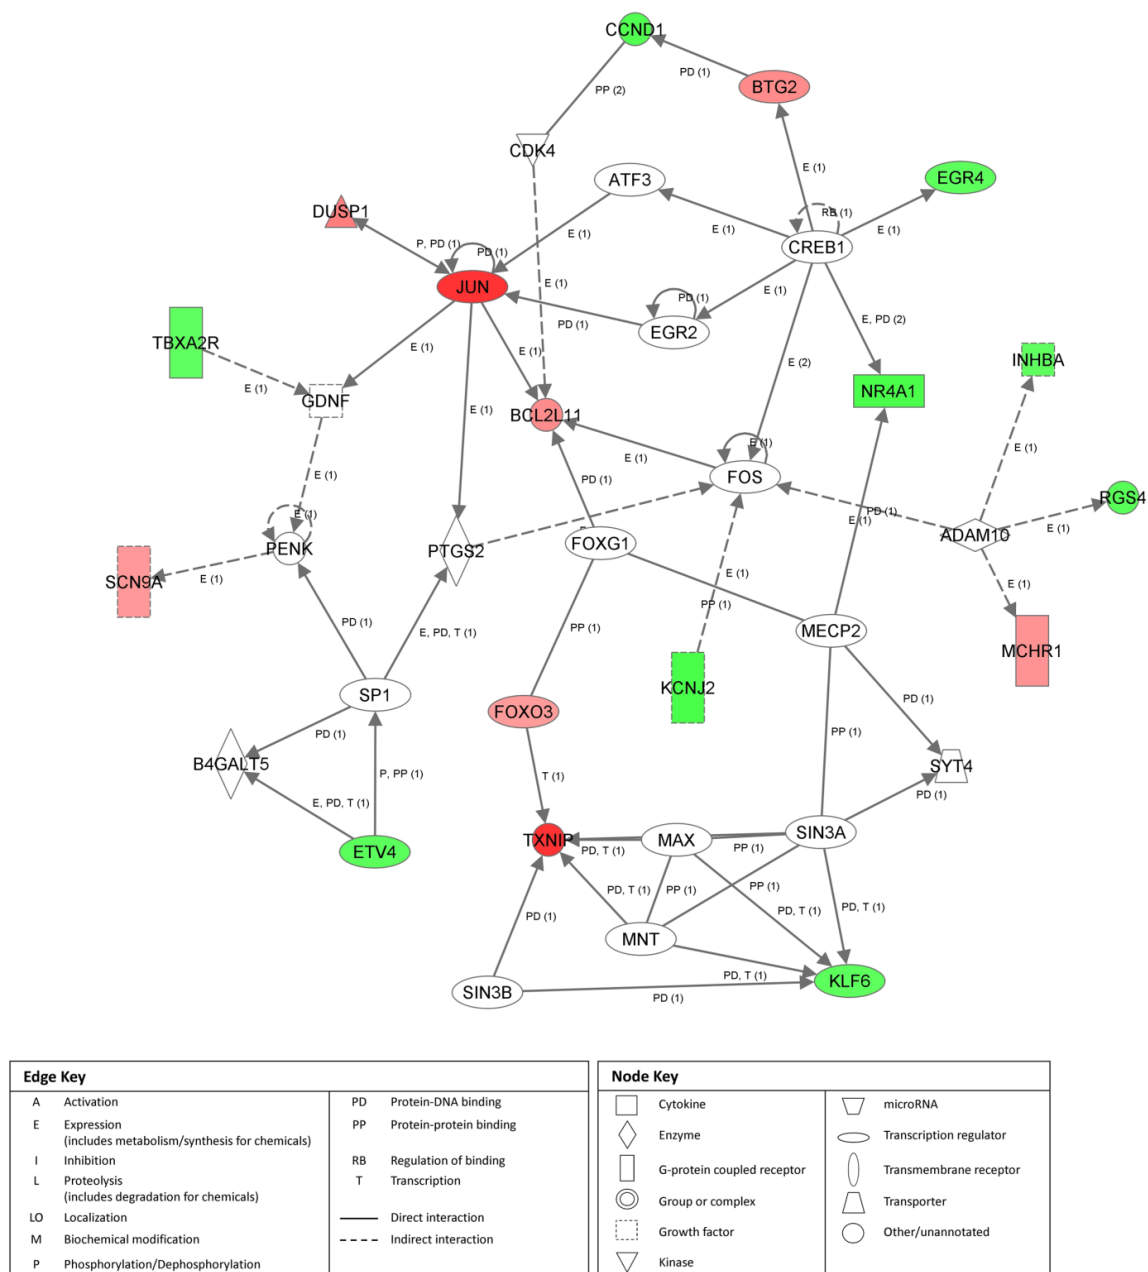 CCND1
PD (1)
BTG2
PP (2)
CDK4
ATF3
E (1)
EGR4
DUSP1
RB (1)
E (1)
P, PD (1)
PD (1)
E (1)
E (1)
CREB1
JUN
E (1)
E (1)
PD (1)
PD (1)
EGR2
E, PD (2)
TBXA2R
E (1)
E (1)
E (2)
INHBA
E (1)
GDNF
NR4A1
E (1)
BCL2L11
E (1)
E (1)
E (1)
E (1)
FOS
E (1)
PD (1)
RGS4
E (1)
PD (1)
E (1)
E (1)
ADAM10
PENK
PTGS2
FOXG1
SCN9A
E (1)
E (1)
E (1)
PP (1)
PD (1)
E, PD, T (1)
PP (1)
MECP2
MCHR1
SP1
KCNJ2
PD (1)
FOXO3
PD (1)
PP (1)
B4GALT5
P, PP (1)
T (1)
SYT4
E, PD, T (1)
PD (1)
TXNIP
MAX
SIN3A
ETV4
PD, T (1)
PP (1)
PD, T (1)
PP (1)
PP (1)
PD (1)
PD, T (1)
PD, T (1)
MNT
PD, T (1)
SIN3B
PD (1)
KLF6
Edge Key
A Activation
E Expression
(includes metabolism/synthesis for chemicals)
I Inhibition
L Proteolysis
(includes degradation for chemicals)
LO Localization
M Biochemical modification
P Phosphorylation/Dephosphorylation
PD Protein-DNA binding
PP Protein-protein binding
RB Regulation of binding
T Transcription
Direct interaction
Indirect interaction
Node Key
Cytokine
Enzyme
G-protein coupled receptor
Group or complex
Growth factor
Kinase
microRNA
Transcription regulator
Transmembrane receptor
Transporter
Other/unannotated